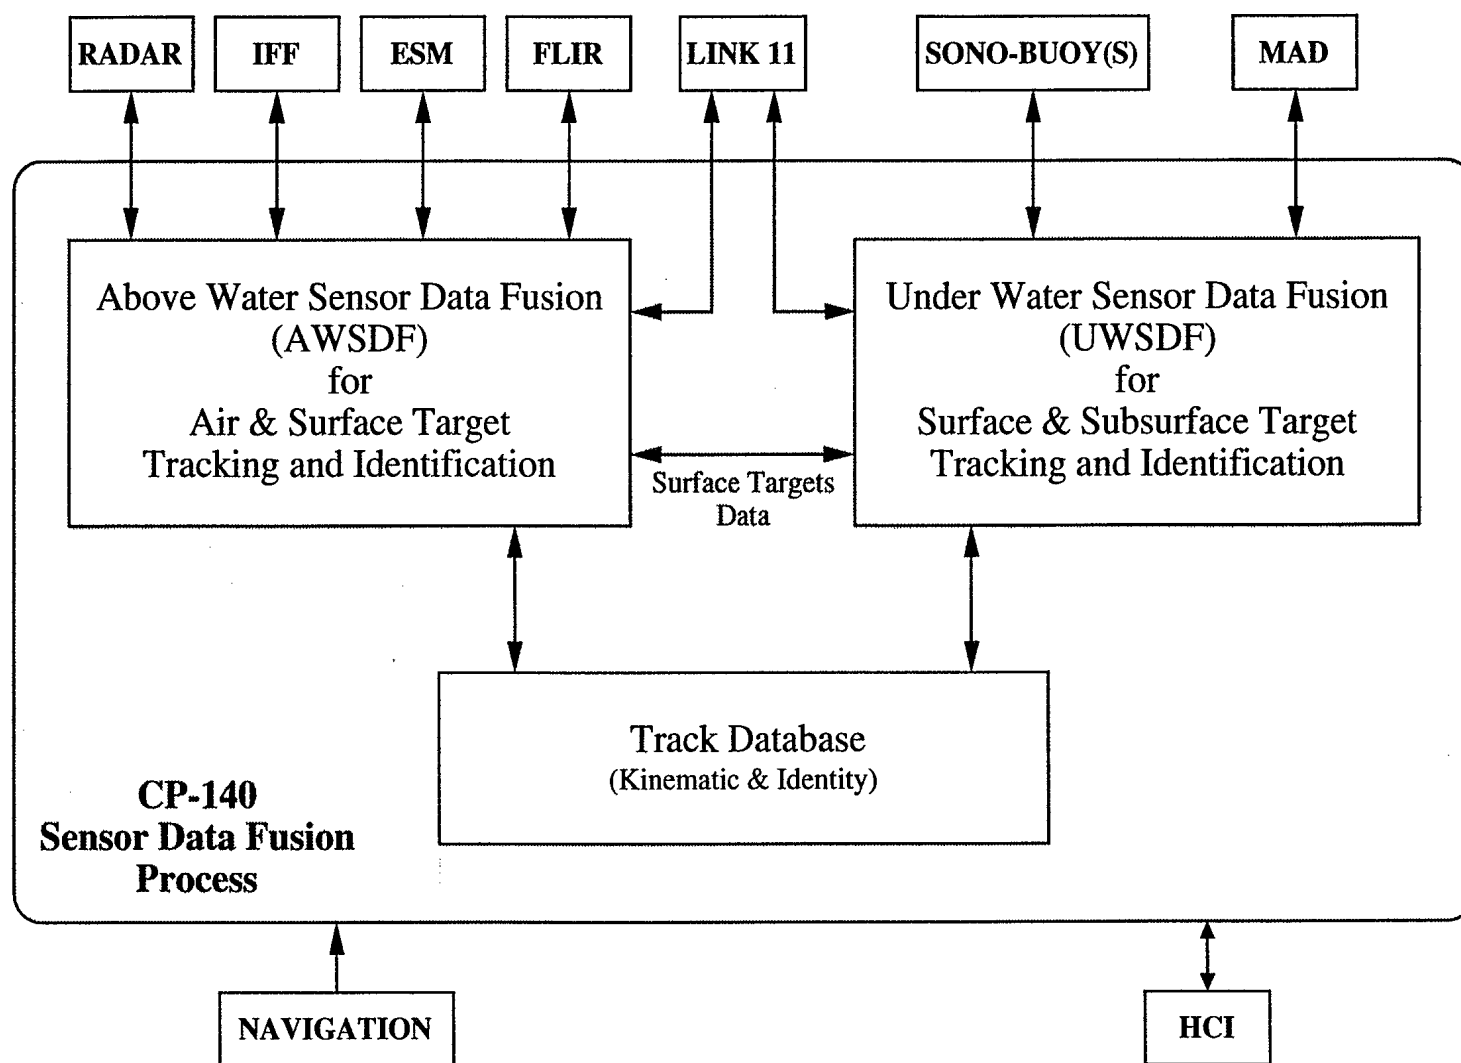 RADAR
IFF
ESM
FLIR
LINK 11
SONO-BUOY(S)
MAD
Above Water Sensor Data Fusion
(AWSDF)
for
Air & Surface Target
Tracking and Identification
Under Water Sensor Data Fusion
(UWSDF)
for
Surface & Subsurface Target
Tracking and Identification
Surface Targets
Data
Track Database
(Kinematic & Identity)
CP-140
Sensor Data Fusion
Process
NAVIGATION
HCI